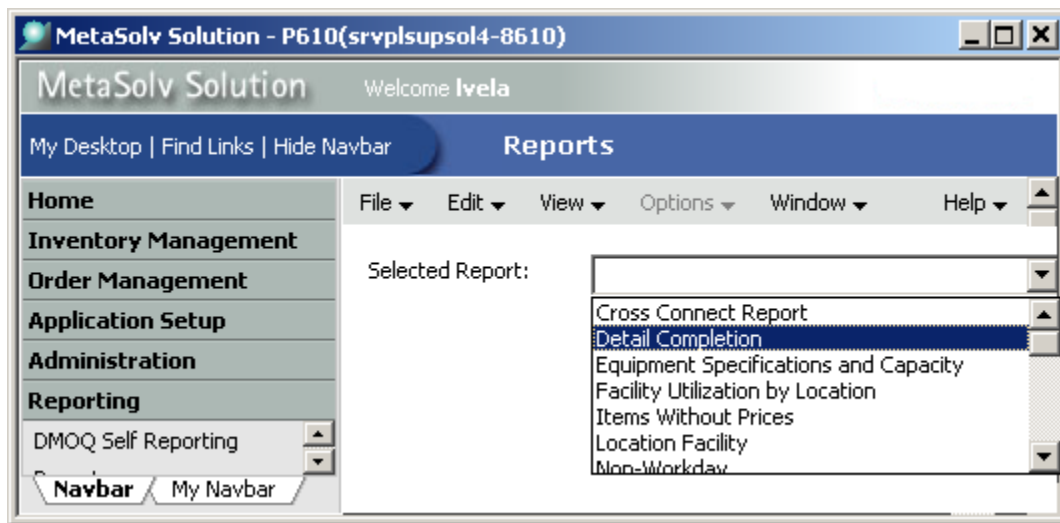 MetaSolv Solution - P610(srvplsupsol4-8610)
MetaSolv Solution Welcome lvela
My Desktop | Find Links | Hide Navbar Reports
Home
Inventory Management
Order Management
Application Setup
Administration
Reporting
DMOQ Self Reporting
Navbar My Navbar
File Edit View Options Window Help
Selected Report:
Cross Connect Report
Detail Completion
Equipment Specifications and Capacity
Facility Utilization by Location
Items Without Prices
Location Facility
Non-Workday